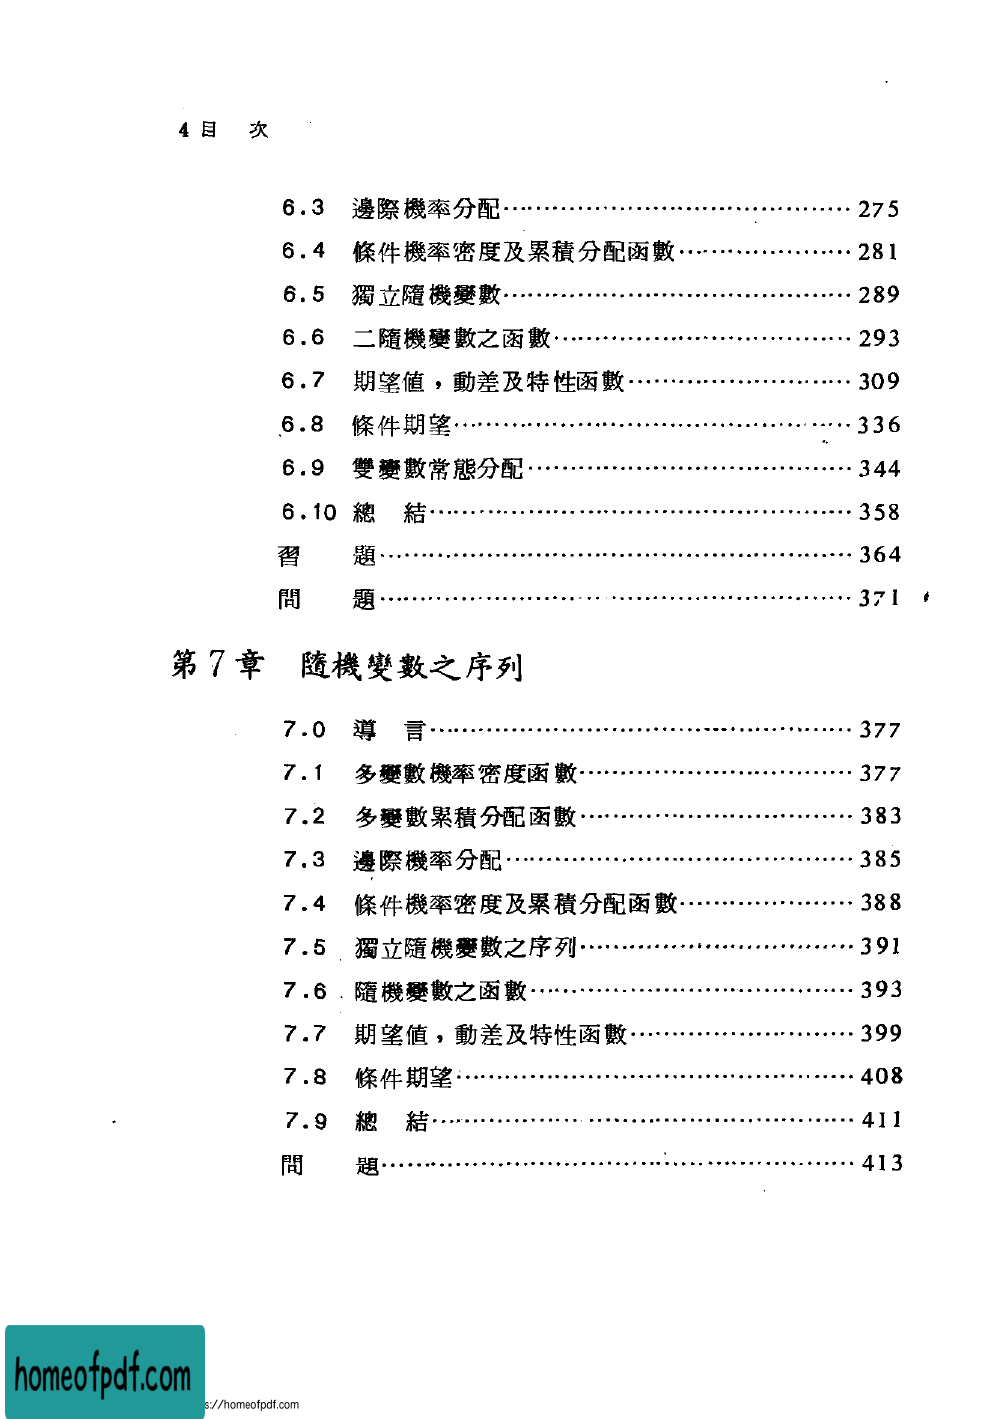 4 目 次
6.3 邊際機率分配 275
6.4 條件機率密度及累積分配函數 281
6.5 獨立隨機變數 289
6.6 二隨機變數之函數 293
6.7 期望值，動差及特性函數 309
6.8 條件期望 336
6.9 雙變數常態分配 344
6.10 總 結 358
習 題 364
問 題 371
第7章 隨機變數之序列
7.0 導 言 377
7.1 多變數機率密度函數 377
7.2 多變數累積分配函數 383
7.3 邊際機率分配 385
7.4 條件機率密度及累積分配函數 388
7.5 獨立隨機變數之序列 391
7.6 隨機變數之函數 393
7.7 期望值，動差及特性函數 399
7.8 條件期望 408
7.9 總 結 411
問 題 413
homeofpdf.com
s://homeofpdf.com